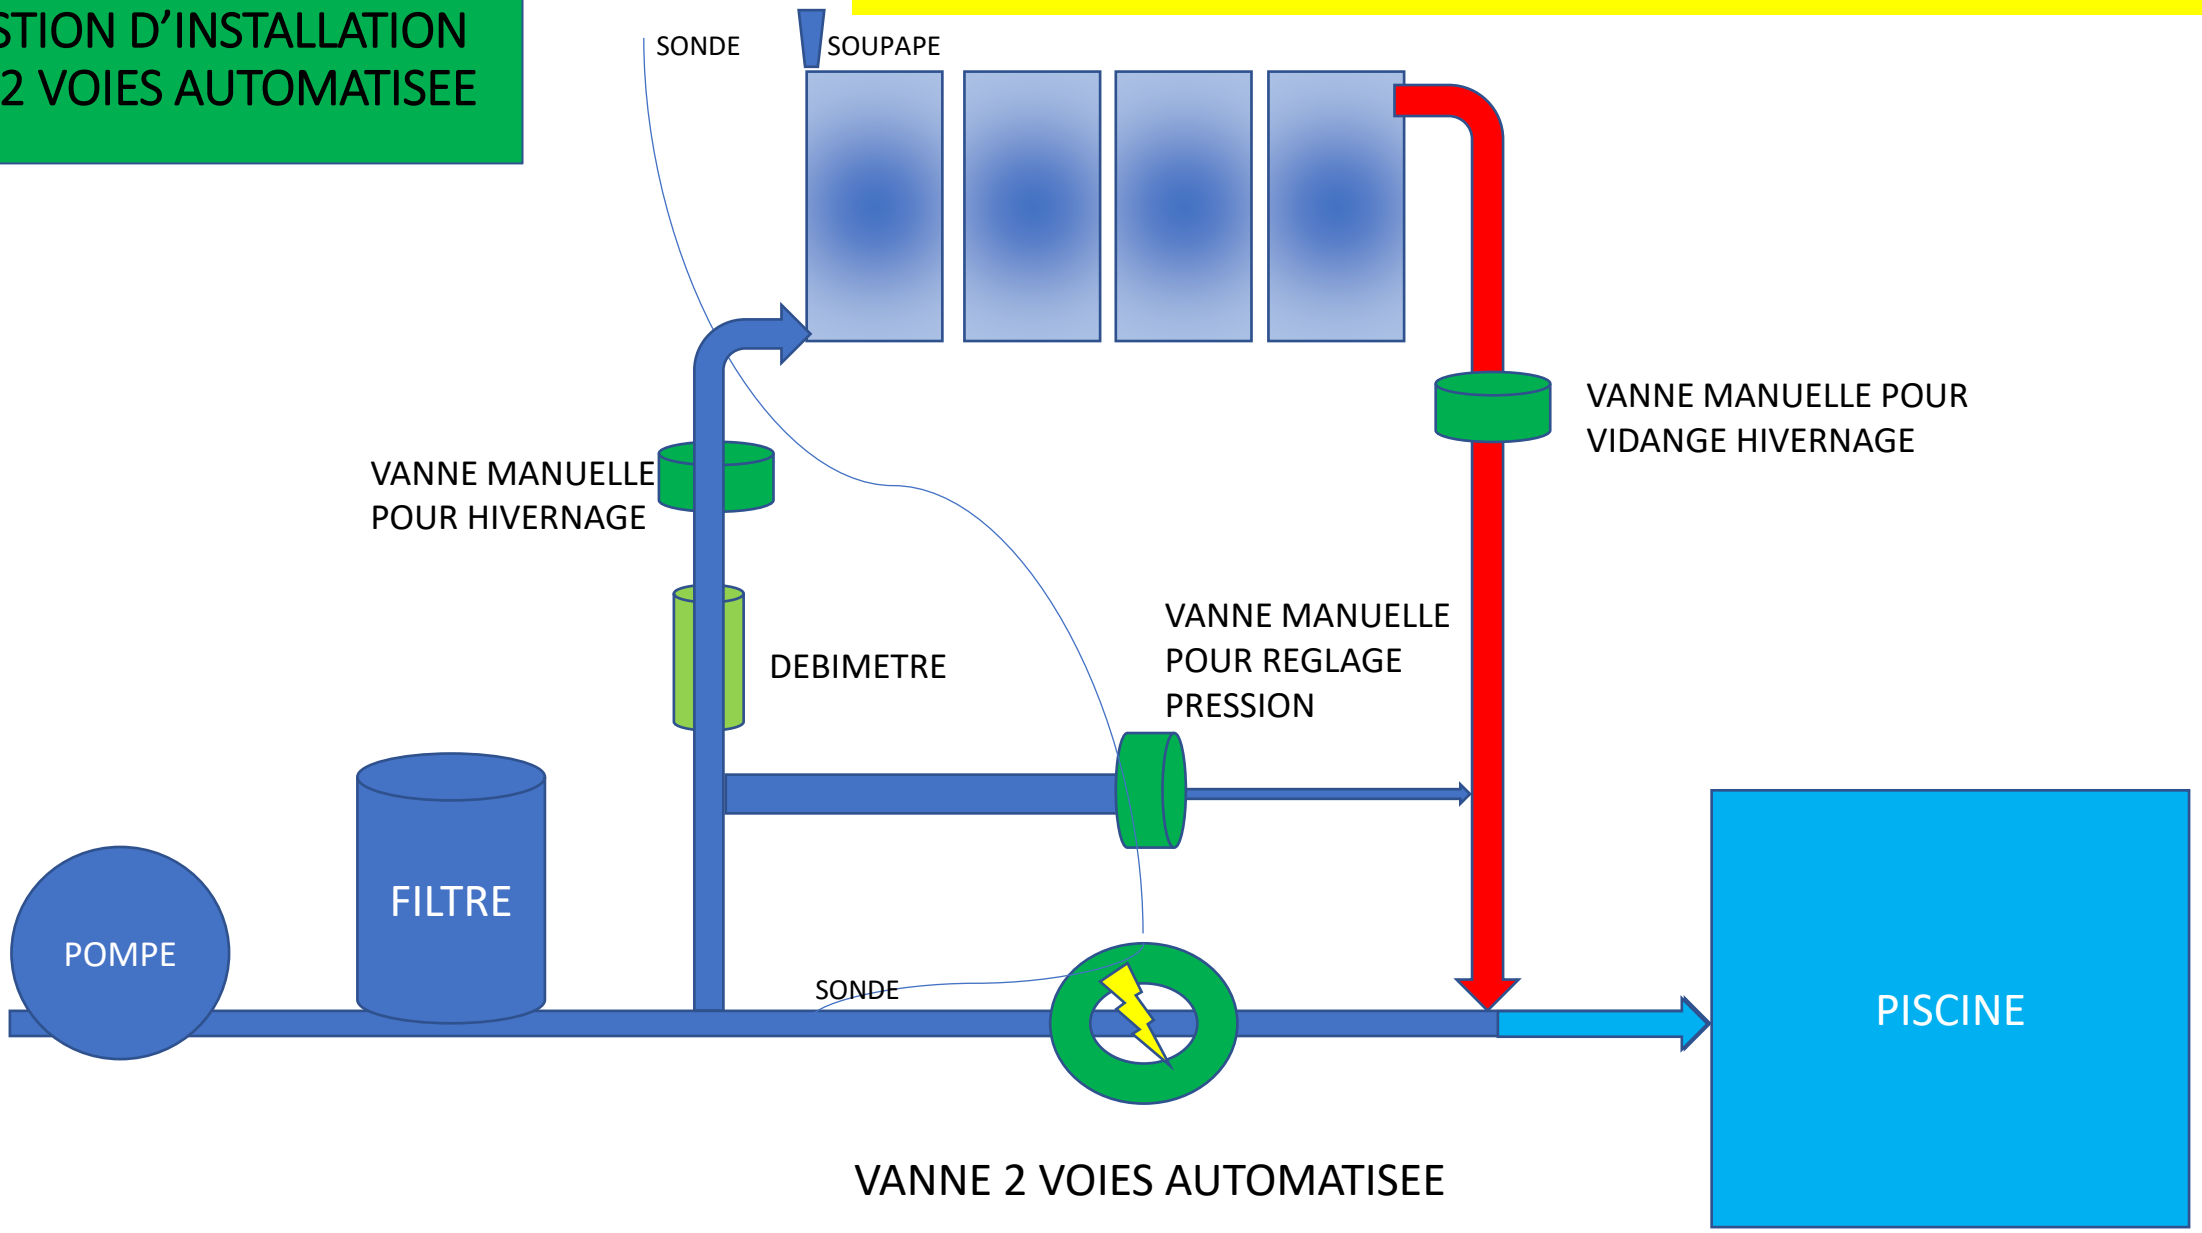 STION D'INSTALLATION
2 VOIES AUTOMATISEE
SONDE
SOUPAPE
VANNE MANUELLE POUR
VIDANGE HIVERNAGE
VANNE MANUELLE
POUR HIVERNAGE
VANNE MANUELLE
POUR REGLAGE
PRESSION
DEBIMETRE
FILTRE
POMPE
SONDE
PISCINE
VANNE 2 VOIES AUTOMATISEE